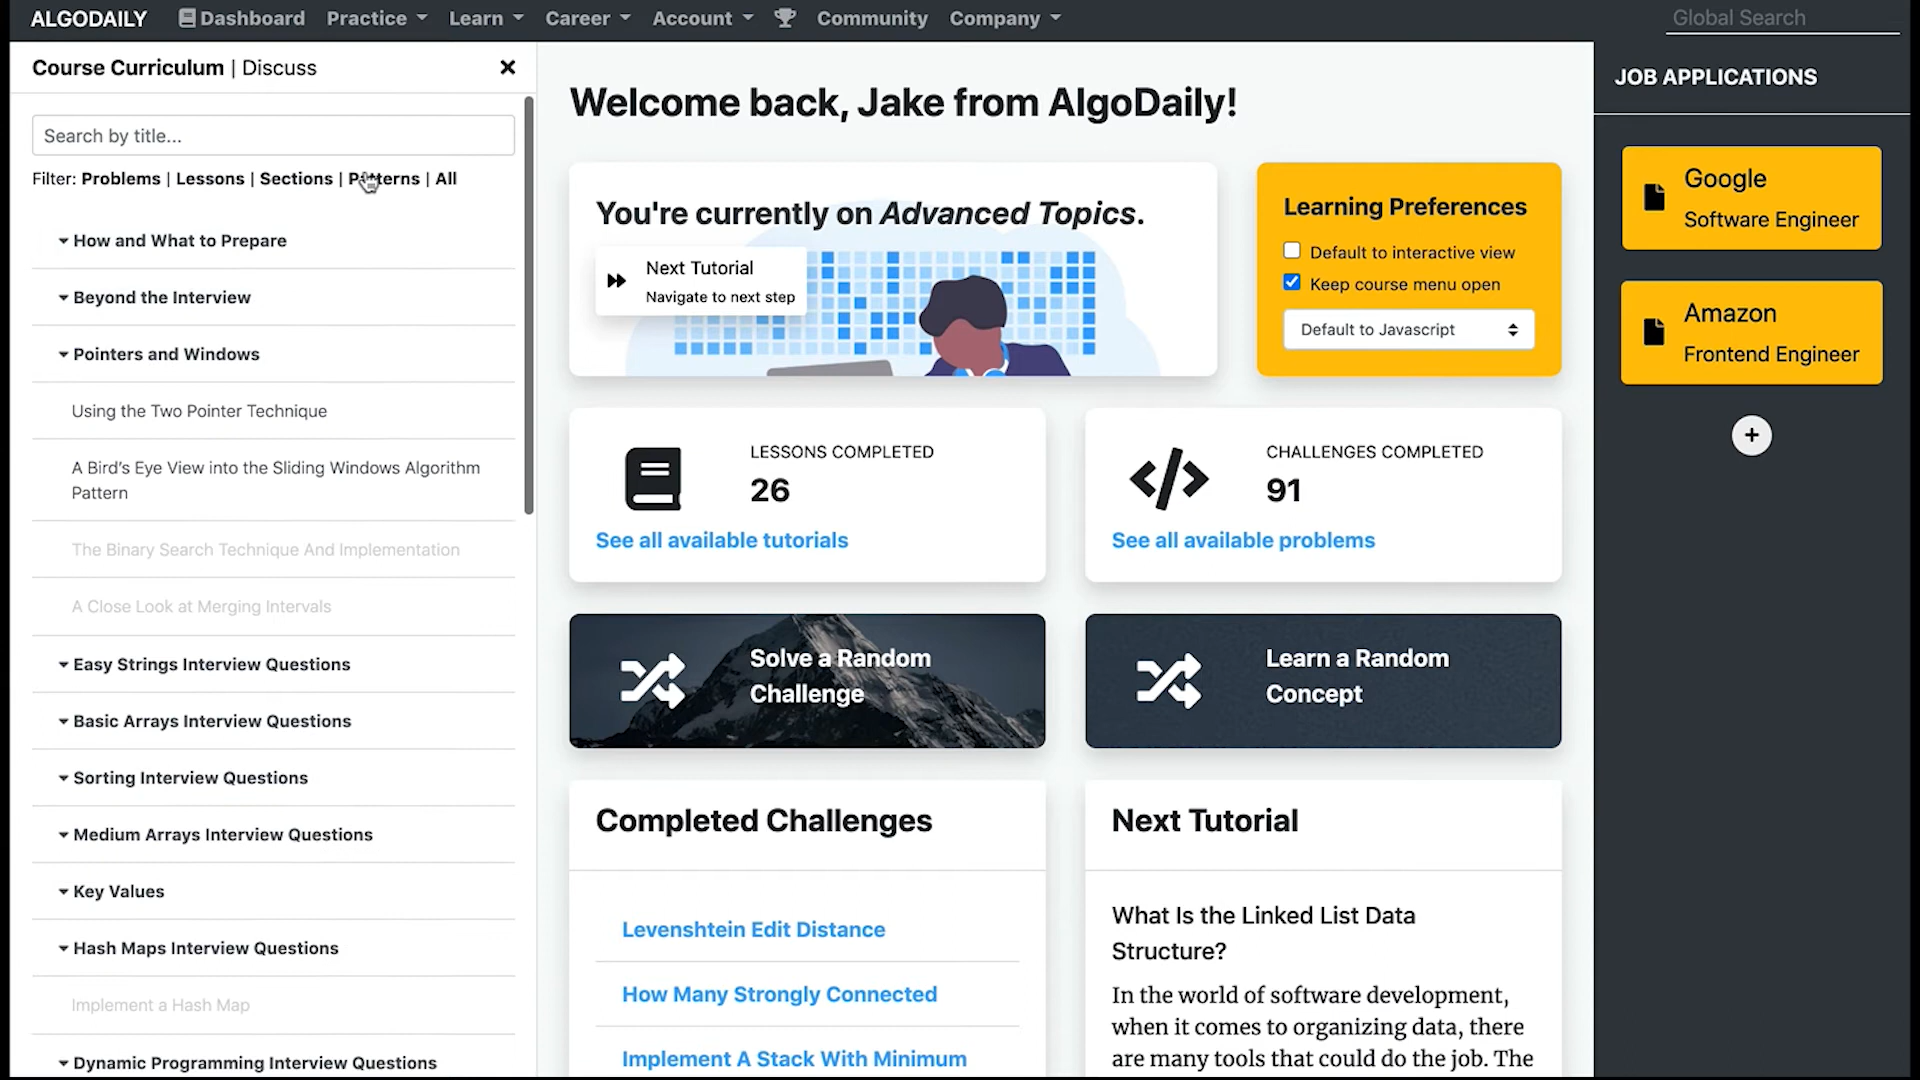 ALGODAILY Dashboard Practice Learn Career Account Community Company Global Search
Course Curriculum | Discuss
Search by title...
Filter: Problems | Lessons | Sections | Patterns | All
How and What to Prepare
Beyond the Interview
Pointers and Windows
Using the Two Pointer Technique
A Bird’s Eye View into the Sliding Windows Algorithm
Pattern
The Binary Search Technique And Implementation
A Close Look at Merging Intervals
Easy Strings Interview Questions
Basic Arrays Interview Questions
Sorting Interview Questions
Medium Arrays Interview Questions
Key Values
Hash Maps Interview Questions
Implement a Hash Map
Dynamic Programming Interview Questions
Welcome back, Jake from AlgoDaily!
You're currently on Advanced Topics.
Next Tutorial
Navigate to next step
Learning Preferences
Default to interactive view
Keep course menu open
Default to Javascript
LESSONS COMPLETED
26
See all available tutorials
CHALLENGES COMPLETED
91
See all available problems
Solve a Random
Challenge
Learn a Random
Concept
Completed Challenges
Levenshtein Edit Distance
How Many Strongly Connected
Implement A Stack With Minimum
Next Tutorial
What Is the Linked List Data
Structure?
In the world of software development,
when it comes to organizing data, there
are many tools that could do the job. The
JOB APPLICATIONS
Google
Software Engineer
Amazon
Frontend Engineer